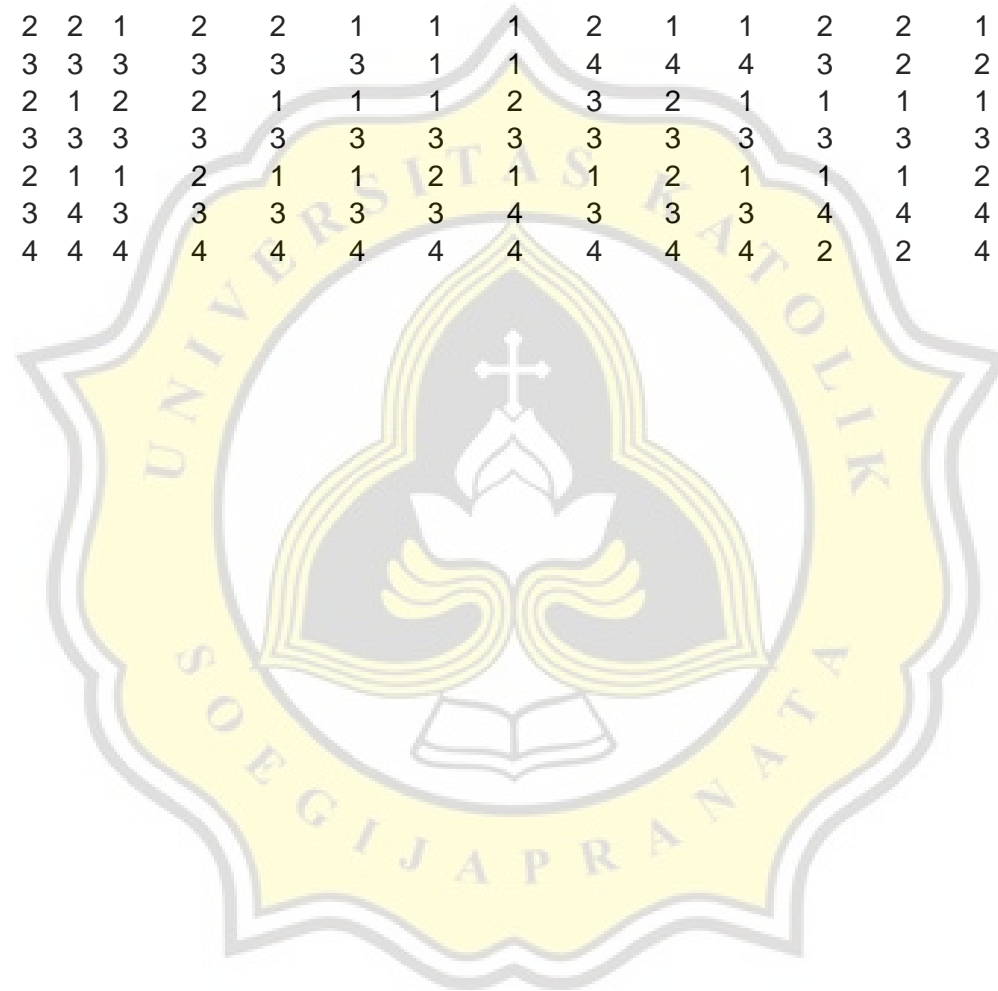 2 2 1 2 2 1 1 1 2 1 1 2 2 1
3 3 3 3 3 3 1 1 4 4 4 3 2 2
2 1 2 2 1 1 1 2 3 2 1 1 1 1
3 3 3 3 3 3 3 3 3 3 3 3 3 3
2 1 1 2 1 1 2 1 1 2 1 1 1 2
3 4 3 3 3 3 3 4 3 3 3 4 4 4
4 4 4 4 4 4 4 4 4 4 4 2 2 4
UNIVERSITAS KATOLIK
SOEGIJAPRANATA